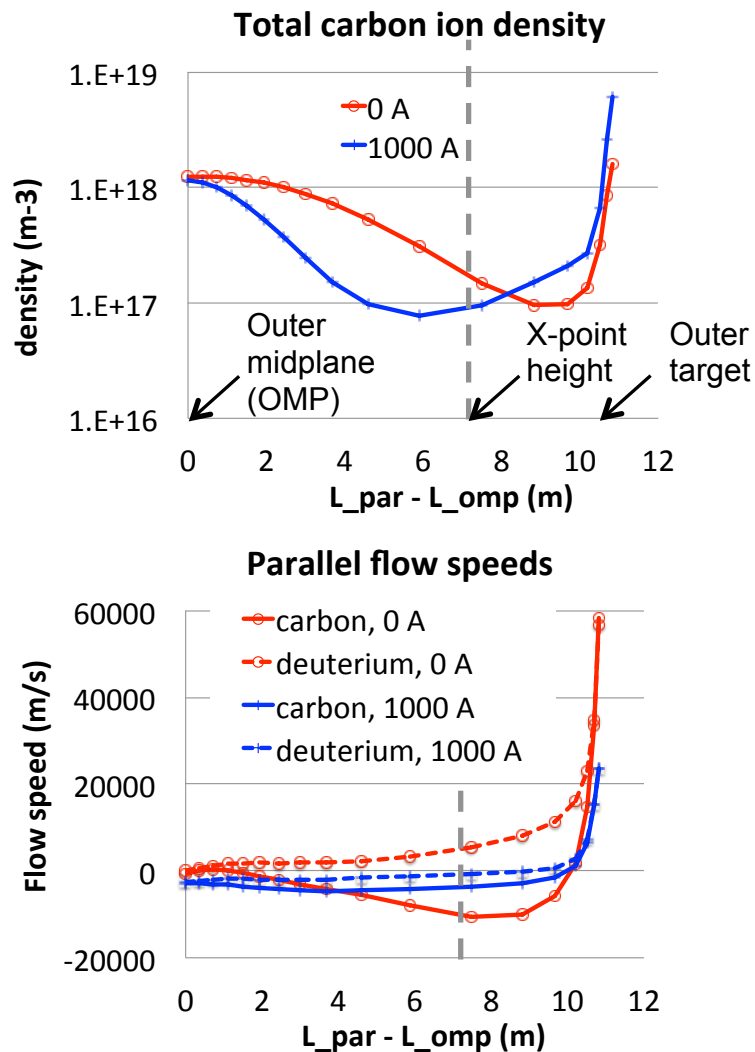 Total carbon ion density
1.E+19
1.E+18
1.E+17
1.E+16
density (m-3)
0 A
1000 A
Outer
midplane
(OMP)
X-point
height
Outer
target
0 2 4 6 8 10 12
L_par - L_omp (m)
Parallel flow speeds
60000
40000
20000
0
-20000
Flow speed (m/s)
carbon, 0 A
deuterium, 0 A
carbon, 1000 A
deuterium, 1000 A
0 2 4 6 8 10 12
L_par - L_omp (m)